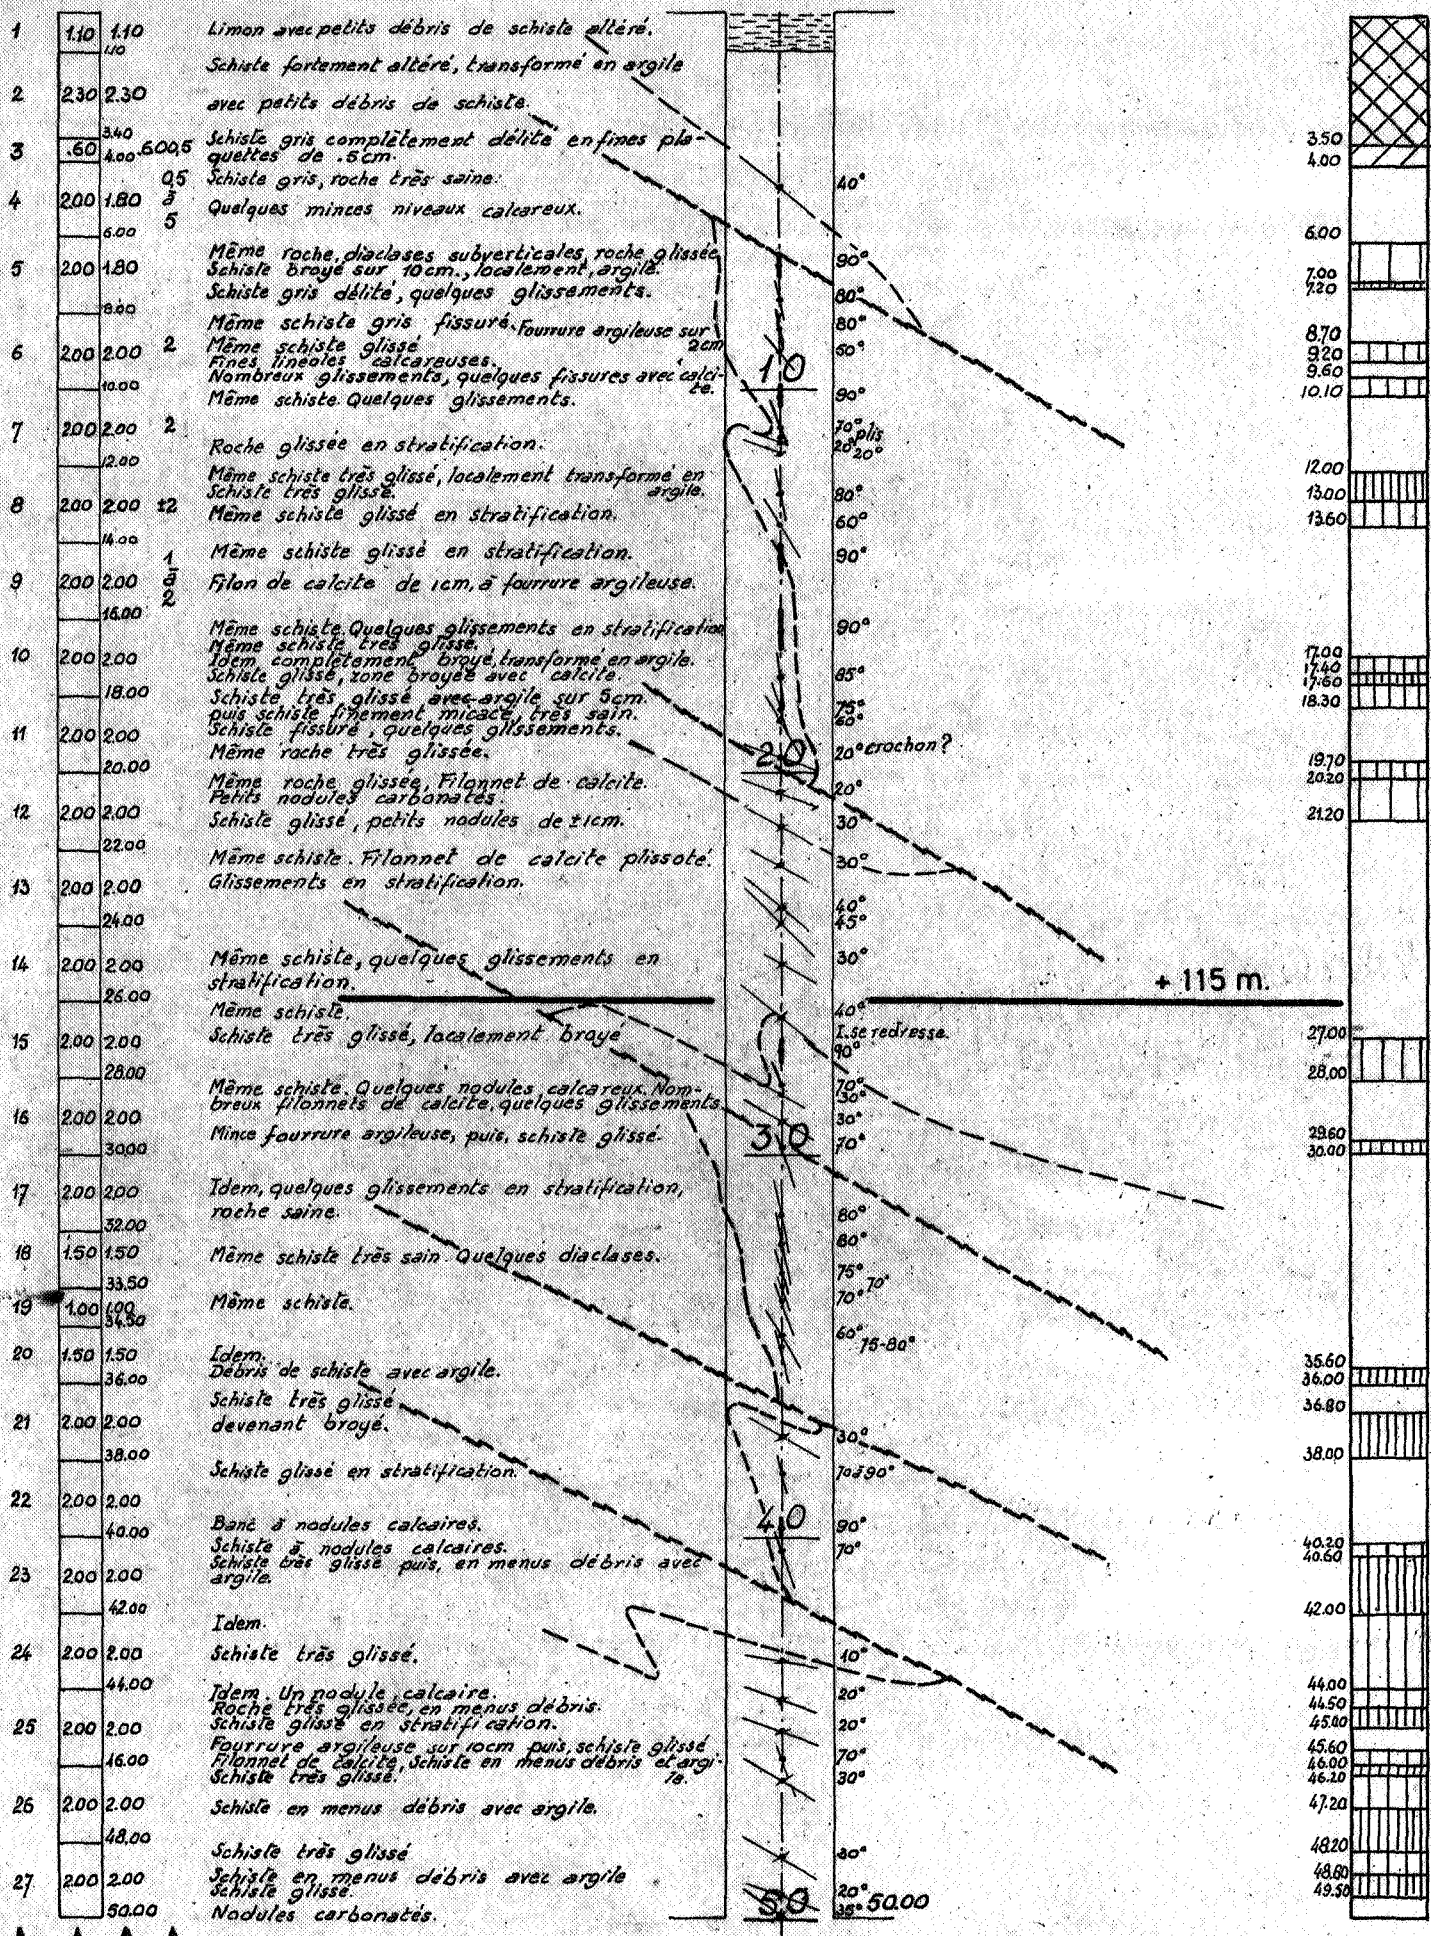 1 1.10 1.10 Limon avec petits débris de schiste altéré.
1.10
Schiste fortement altéré, transformé en argile
2 2.30 2.30 avec petits débris de schiste.
3.40 3.50
3 .60 .600,5 Schiste gris complètement délité en fines pla-
4.00 quettes de .5cm. 4.00
0,5 Schiste gris, roche très saine. 40°
4 2.00 1.80 à
5 Quelques minces niveaux calcareux.
6.00 6.00
Même roche, diaclases subverticales, roche glissée 90°
5 2.00 1.80 Schiste broyé sur 10cm., localement, argile. 7.00
Schiste gris délité, quelques glissements. 80° 7.20
8.00
Même schiste gris fissuré. Fourrure argileuse sur 80° 8.70
6 2.00 2.00 2 Même schiste glissé 2cm 60° 9.20
Fines linéoles calcareuses. 9.60
Nombreux glissements, quelques fissures avec calci- 10
10.00 te. 10.10
Même schiste. Quelques glissements. 90°
7 2.00 2.00 2 70° plis
Roche glissée en stratification. 20° 20°
12.00 12.00
Même schiste très glissé, localement transformé en
Schiste très glissé. argile. 80° 13.00
8 2.00 2.00 ±2 Même schiste glissé en stratification. 60° 13.60
14.00
1 Même schiste glissé en stratification. 90°
9 2.00 2.00 à Filon de calcite de 1cm, à fourrure argileuse.
2
16.00
Même schiste. Quelques glissements en stratification 90°
Même schiste très glissé. 17.00
10 2.00 2.00 Idem complètement broyé, transformé en argile. 17.40
Schiste glissé, zone broyée avec calcite. 85° 17.60
18.00 Schiste très glissé avec argile sur 5cm. 18.30
puis schiste finement micacé, très sain. 75°
60°
11 2.00 2.00 Schiste fissuré, quelques glissements.
Même roche très glissée. 20 20° crochon?
20.00 19.70
Même roche glissée, Filonnet de calcite. 20° 20.20
Petits nodules carbonatés.
12 2.00 2.00 Schiste glissé, petits nodules de ±1cm. 30 21.20
22.00
Même schiste. Filonnet de calcite plissoté. 30°
13 2.00 2.00 Glissements en stratification.
40°
24.00 45°
14 2.00 2.00 Même schiste, quelques glissements en 30°
stratification. + 115 m.
26.00
Même schiste. 40°
15 2.00 2.00 Schiste très glissé, localement broyé I. se redresse. 27.00
90°
28.00 28.00
Même schiste. Quelques nodules calcareux. Nom- 70°
breux filonnets de calcite, quelques glissements 30°
16 2.00 2.00 30°
Mince fourrure argileuse, puis, schiste glissé. 30 70° 29.60
30.00 30.00
17 2.00 2.00 Idem, quelques glissements en stratification,
roche saine. 80°
32.00
60°
18 1.50 1.50 Même schiste très sain. Quelques diaclases.
75° 70°
33.50
19 1.00 1.00 Même schiste. 70°
34.50
60° 75-80°
20 1.50 1.50 Idem. 35.60
36.00 Débris de schiste avec argile. 36.00
Schiste très glissé 36.80
21 2.00 2.00 devenant broyé. 30°
38.00 38.00
Schiste glissé en stratification. 70 à 90°
22 2.00 2.00
Banc à nodules calcaires. 40 90°
40.00
Schiste à nodules calcaires. 70° 40.20
Schiste très glissé puis, en menus débris avec 40.60
23 2.00 2.00 argile.
42.00 42.00
Idem.
24 2.00 2.00 Schiste très glissé. 10°
44.00 44.00
Idem. Un nodule calcaire. 20°
Roche très glissée, en menus débris. 44.50
25 2.00 2.00 Schiste glissé en stratification. 20° 45.00
Fourrure argileuse sur 10cm puis, schiste glissé 45.60
46.00 Filonnet de calcite, Schiste en menus débris et argi- 70° 46.00
Schiste très glissé. le. 30° 46.20
26 2.00 2.00 Schiste en menus débris avec argile. 47.20
48.00
Schiste très glissé 30° 48.20
Schiste en menus débris avec argile 48.60
27 2.00 2.00 Schiste glissé. 20° 49.50
50.00 Nodules carbonatés. 50 35° 50.00